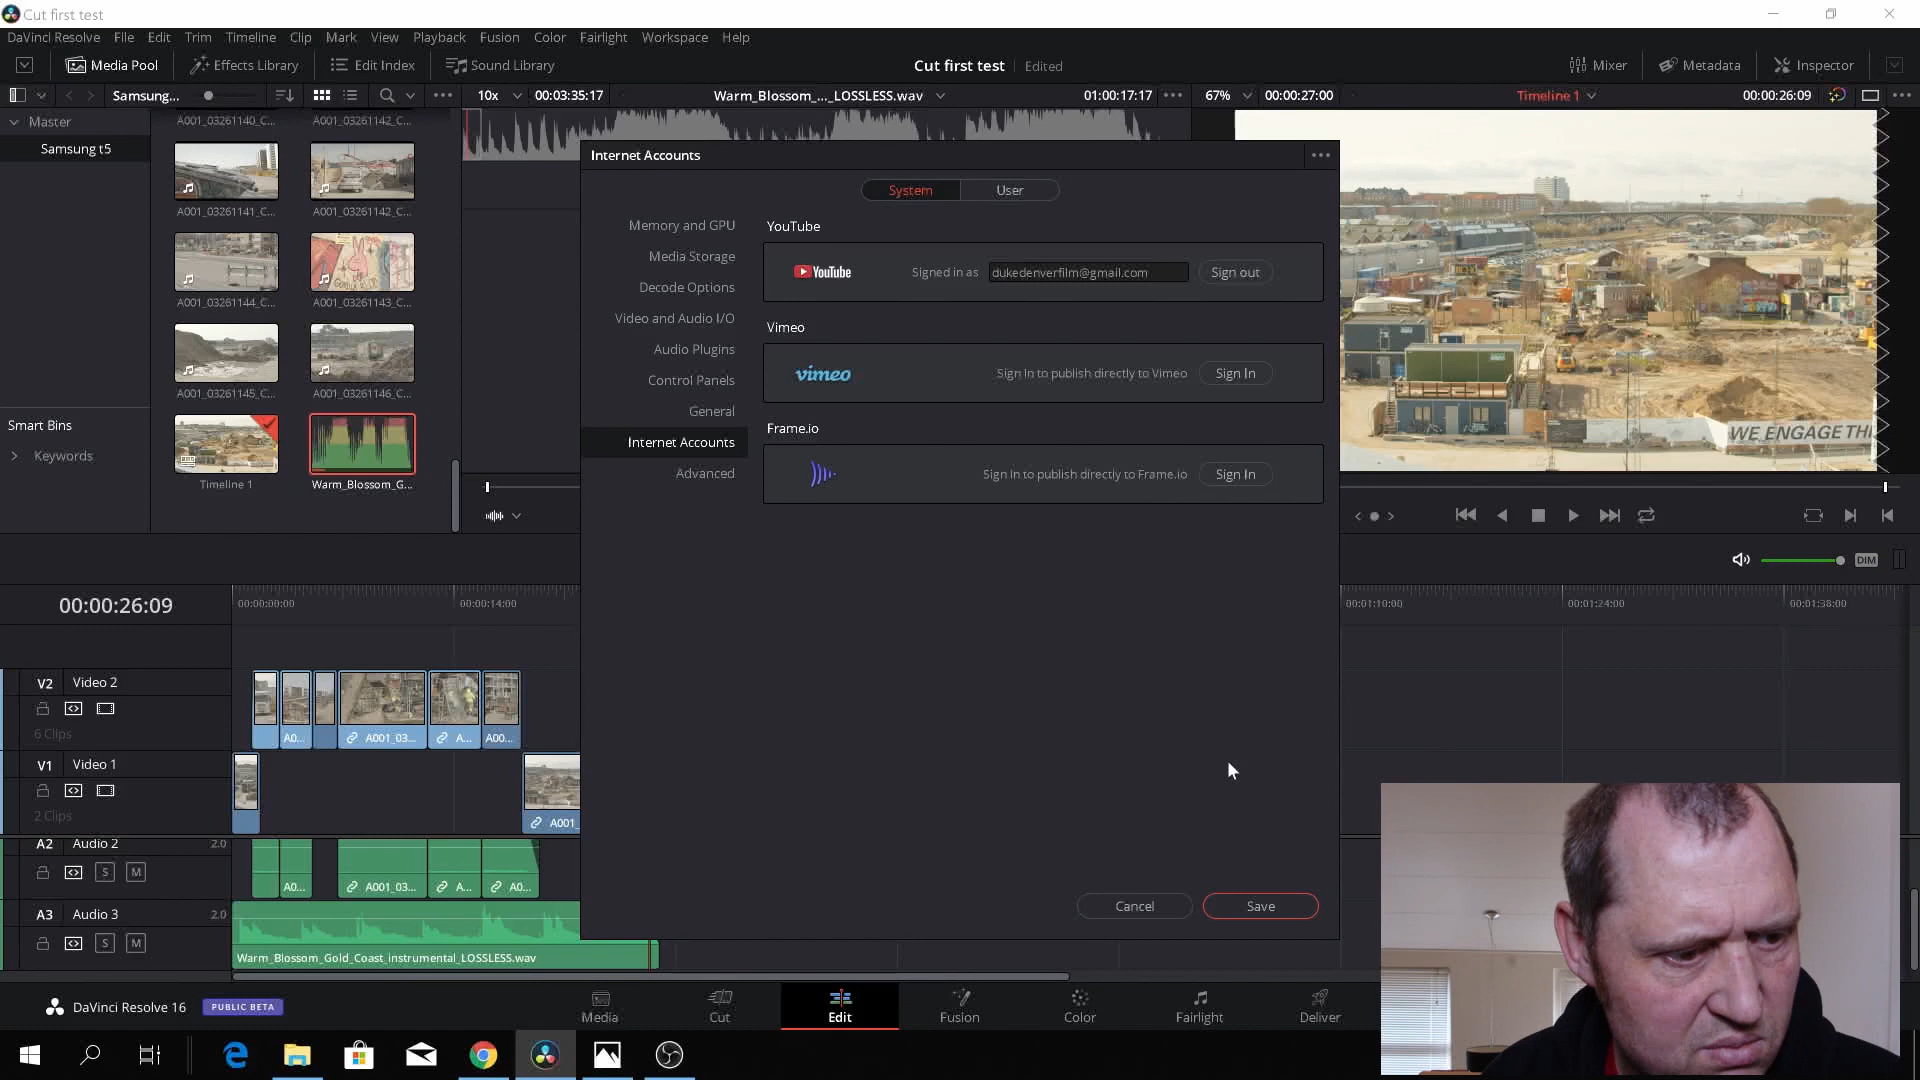 Cut first test
DaVinci Resolve File Edit Trim Timeline Clip Mark View Playback Fusion Color Fairlight Workspace Help
Media Pool Effects Library Edit Index Sound Library Cut first test Edited Mixer Metadata Inspector
Samsung... 10x 00:03:35:17 Warm_Blossom_..._LOSSLESS.wav 01:00:17:17 67% 00:00:27:00 Timeline 1 00:00:26:09
Master
Samsung t5
A001_03261140_C... A001_03261142_C...
A001_03261141_C... A001_03261142_C...
A001_03261144_C... A001_03261143_C...
A001_03261145_C... A001_03261146_C...
Timeline 1 Warm_Blossom_G...
Smart Bins
Keywords
Internet Accounts
System User
Memory and GPU
Media Storage
Decode Options
Video and Audio I/O
Audio Plugins
Control Panels
General
Internet Accounts
Advanced
YouTube
YouTube Signed in as dukedenverfilm@gmail.com Sign out
Vimeo
vimeo Sign In to publish directly to Vimeo Sign In
Frame.io
Sign In to publish directly to Frame.io Sign In
Cancel Save
WE ENGAGE THI
DIM
00:00:26:09 00:00:00:00 00:00:14:00 00:01:10:00 00:01:24:00 00:01:38:00
V2 Video 2
6 Clips
A0... A001_03... A... A00...
V1 Video 1
2 Clips
A001_
A2 Audio 2 2.0
S M
A0... A001_03... A... A0...
A3 Audio 3 2.0
S M
Warm_Blossom_Gold_Coast_instrumental_LOSSLESS.wav
DaVinci Resolve 16 PUBLIC BETA Media Cut Edit Fusion Color Fairlight Deliver